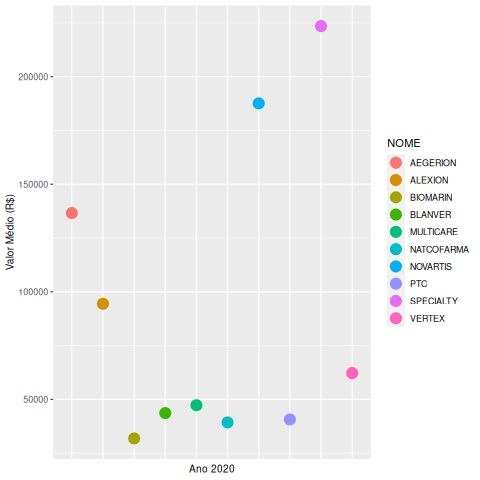 200000
150000
100000
50000
Valor Médio (R$)
Ano 2020
NOME
AEGERION
ALEXION
BIOMARIN
BLANVER
MULTICARE
NATCOFARMA
NOVARTIS
PTC
SPECIALTY
VERTEX